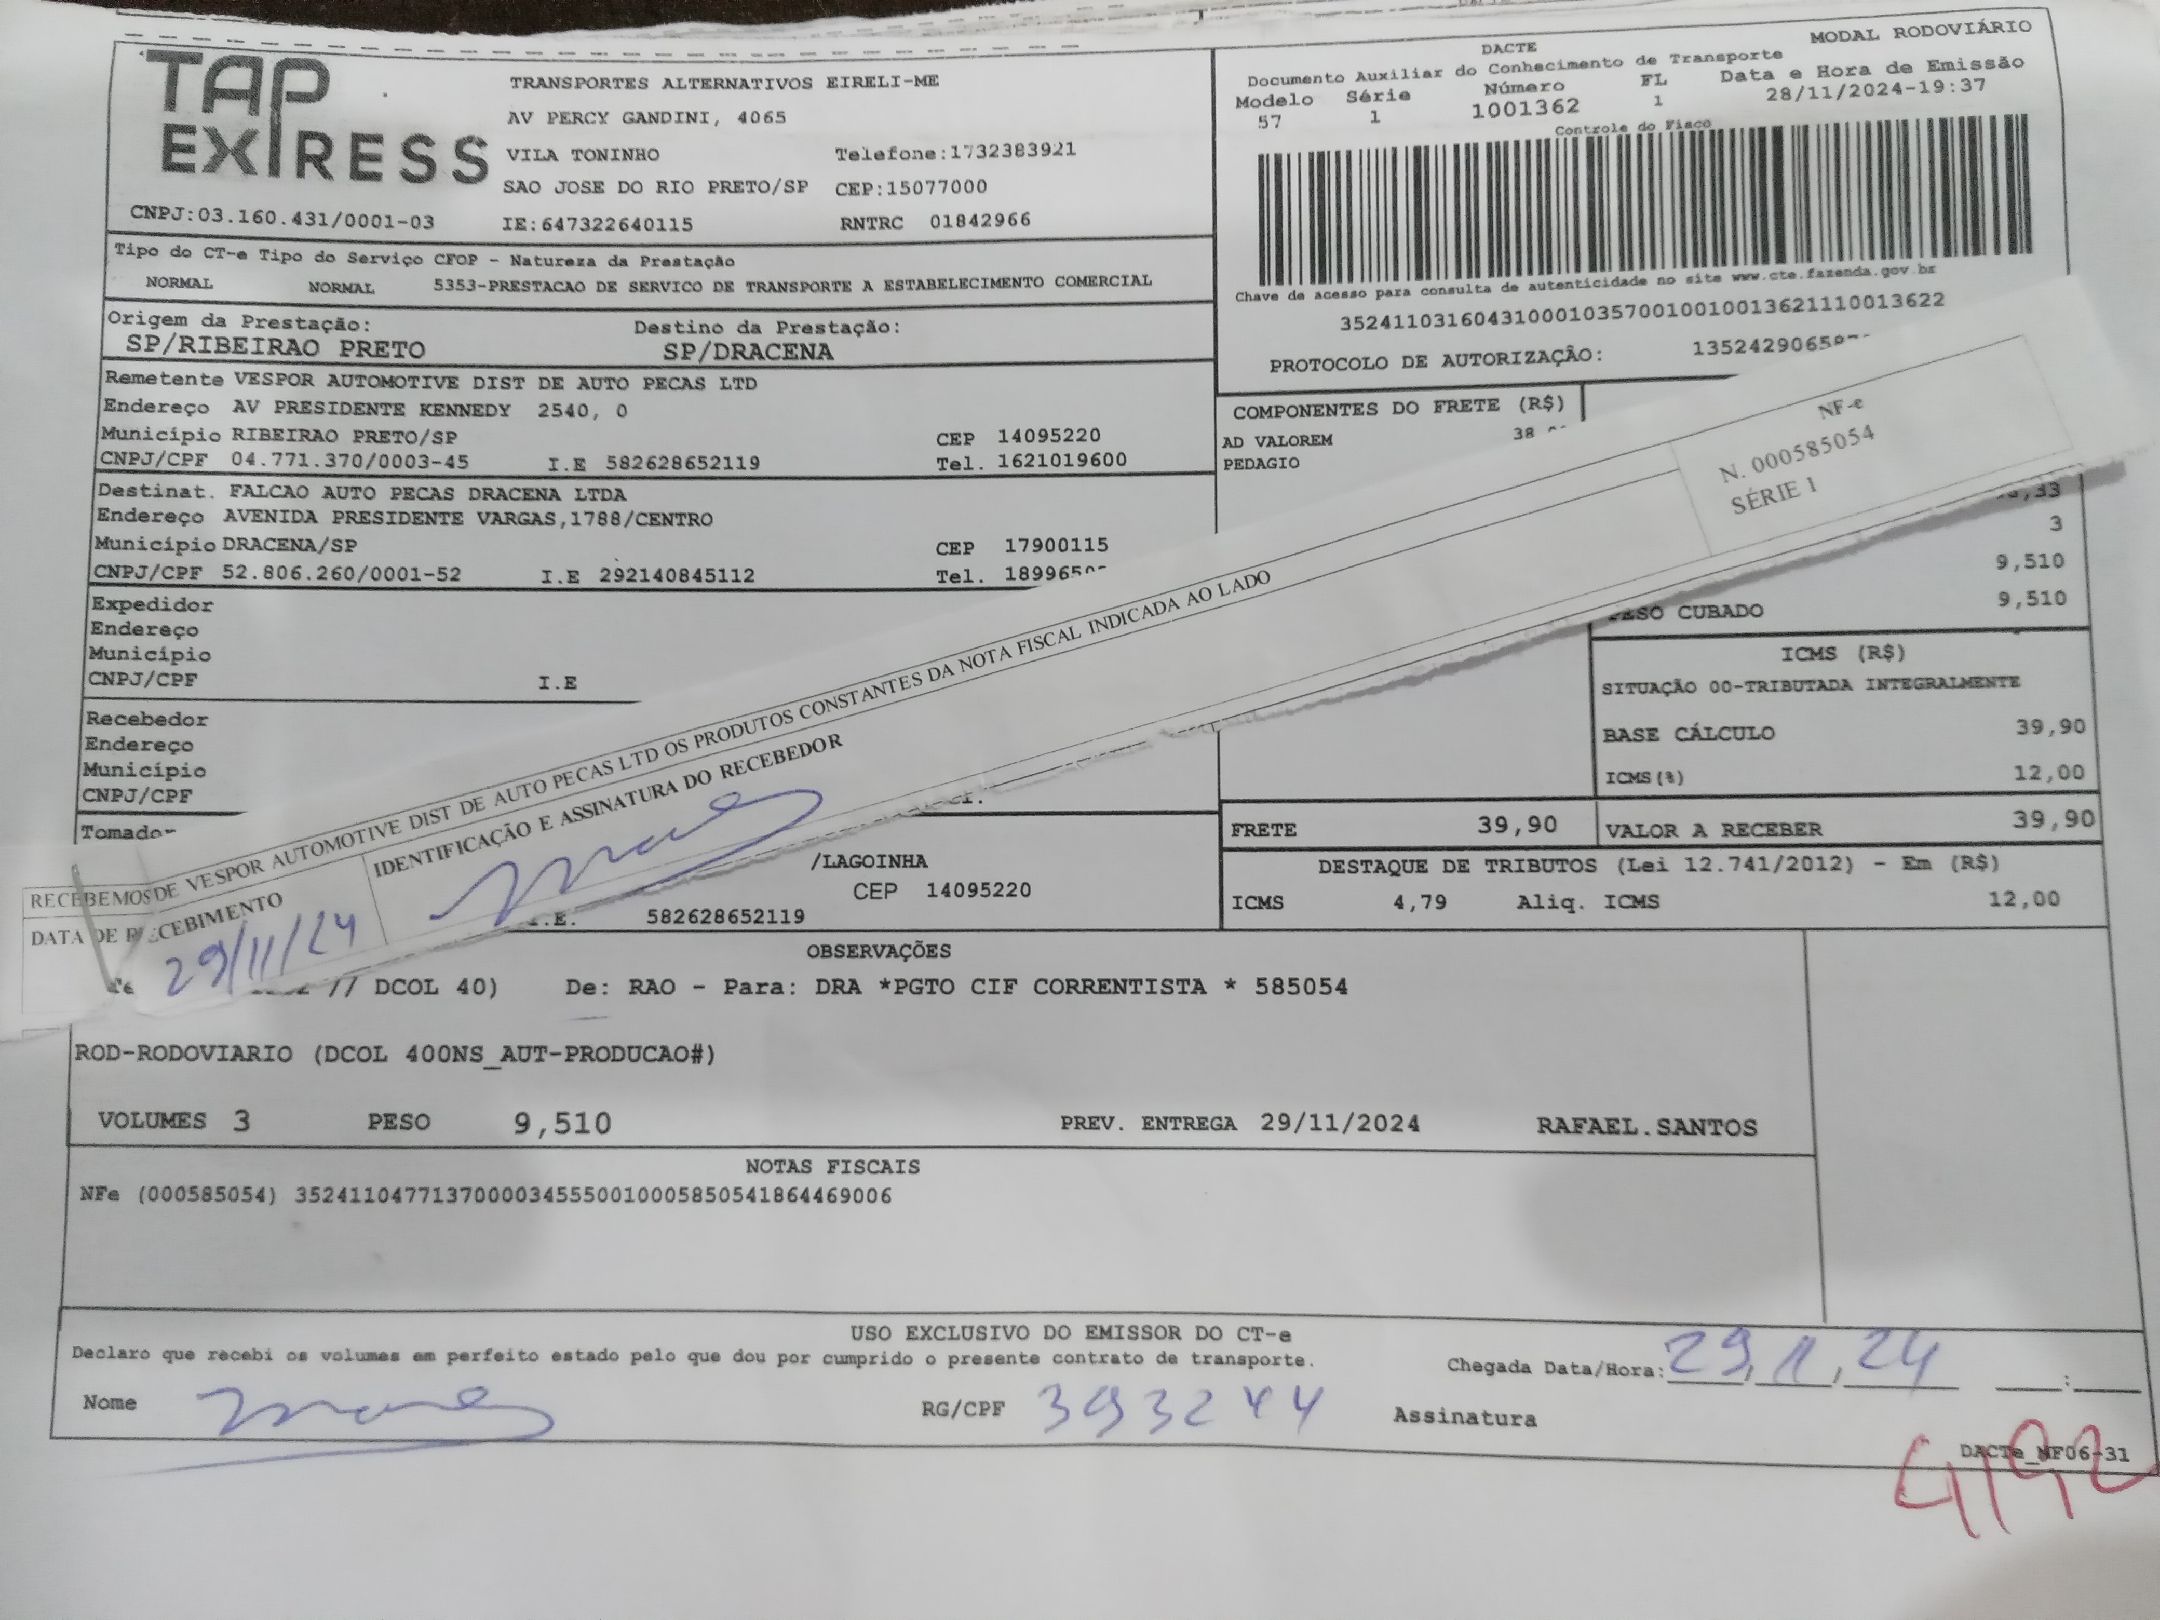 TAP EXPRESS
TRANSPORTES ALTERNATIVOS EIRELI-ME
AV PERCY GANDINI, 4065
VILA TONINHO Telefone:1732383921
SAO JOSE DO RIO PRETO/SP CEP:15077000
CNPJ:03.160.431/0001-03 IE:647322640115 RNTRC 01842966
MODAL RODOVIÁRIO
DACTE
Documento Auxiliar do Conhecimento de Transporte
Modelo Série Número FL Data e Hora de Emissão
57 1 1001362 1 28/11/2024-19:37
Controle do Fisco
Chave de acesso para consulta de autenticidade no site www.cte.fazenda.gov.br
35241103160431000103570010010013621110013622
PROTOCOLO DE AUTORIZAÇÃO:
Tipo do CT-e Tipo do Serviço CFOP - Natureza da Prestação
NORMAL NORMAL 5353-PRESTACAO DE SERVICO DE TRANSPORTE A ESTABELECIMENTO COMERCIAL
Origem da Prestação: Destino da Prestação:
SP/RIBEIRAO PRETO SP/DRACENA
Remetente VESPOR AUTOMOTIVE DIST DE AUTO PECAS LTD
Endereço AV PRESIDENTE KENNEDY 2540, 0
Município RIBEIRAO PRETO/SP CEP 14095220
CNPJ/CPF 04.771.370/0003-45 I.E 582628652119 Tel. 1621019600
Destinat. FALCAO AUTO PECAS DRACENA LTDA
Endereço AVENIDA PRESIDENTE VARGAS,1788/CENTRO
Município DRACENA/SP CEP 17900115
CNPJ/CPF 52.806.260/0001-52 I.E 292140845112 Tel.
Expedidor
Endereço
Município
CNPJ/CPF I.E
Recebedor
Endereço
Município
CNPJ/CPF
COMPONENTES DO FRETE (R$)
AD VALOREM 38
PEDAGIO
3
9,510
PESO CUBADO 9,510
ICMS (R$)
SITUAÇÃO 00-TRIBUTADA INTEGRALMENTE
BASE CÁLCULO 39,90
ICMS(%) 12,00
FRETE 39,90 VALOR A RECEBER 39,90
DESTAQUE DE TRIBUTOS (Lei 12.741/2012) - Em (R$)
ICMS 4,79 Aliq. ICMS 12,00
RECEBEMOS DE VESPOR AUTOMOTIVE DIST DE AUTO PECAS LTD OS PRODUTOS CONSTANTES DA NOTA FISCAL INDICADA AO LADO
DATA DE RECEBIMENTO IDENTIFICAÇÃO E ASSINATURA DO RECEBEDOR
29/11/24
NF-e
N. 000585054
SÉRIE 1
/LAGOINHA
CEP 14095220
I.E. 582628652119
OBSERVAÇÕES
// DCOL 40) De: RAO - Para: DRA *PGTO CIF CORRENTISTA * 585054
ROD-RODOVIARIO (DCOL 400NS_AUT-PRODUCAO#)
VOLUMES 3 PESO 9,510 PREV. ENTREGA 29/11/2024 RAFAEL.SANTOS
NOTAS FISCAIS
NFe (000585054) 35241104771370000345550010005850541864469006
USO EXCLUSIVO DO EMISSOR DO CT-e
Declaro que recebi os volumes em perfeito estado pelo que dou por cumprido o presente contrato de transporte.
Chegada Data/Hora: 29/11/24
Nome RG/CPF 3993244 Assinatura
DACTe_NF06-31